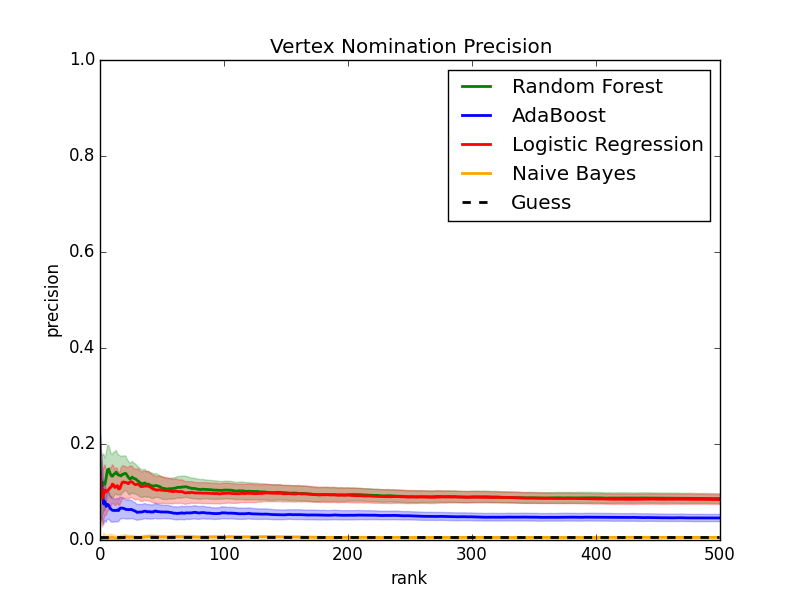 Vertex Nomination Precision
1.0
0.8
0.6
0.4
0.2
0.0
precision
Random Forest
AdaBoost
Logistic Regression
Naive Bayes
Guess
0
100
200
300
400
500
rank